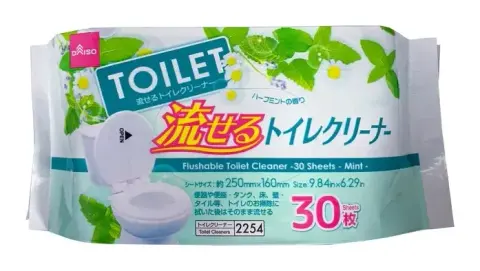 DAISO
TOILET
流せるトイレクリーナー
ハーブミントの香り
流せるトイレクリーナー
Flushable Toilet Cleaner -30 Sheets - Mint -
OPEN
シートサイズ:約250mm×160mm Size: 9.84in×6.29in
便器や便座・タンク、床、壁・
タイル等、トイレのお掃除に
拭いた後はそのまま流せる
30枚
Sheets
トイレクリーナー
Toilet Cleaners
2254